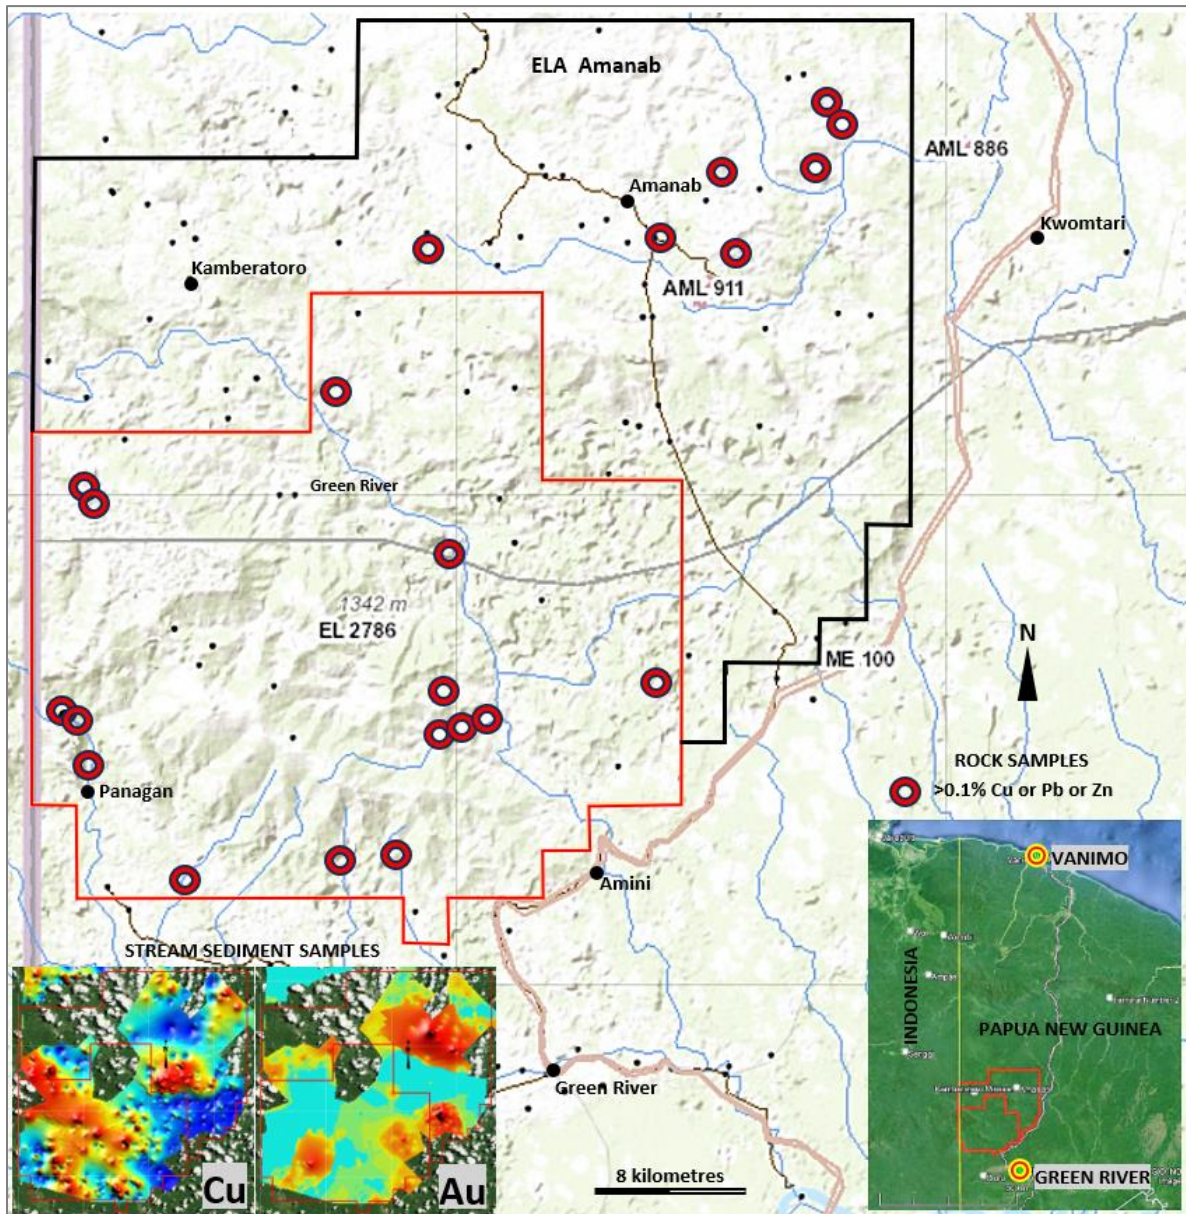 ELA Amanab
AML 886
Amanab
Kwomtari
Kamberatoro
AML 911
Green River
1342 m
EL 2786
ME 100
N
ROCK SAMPLES
>0.1% Cu or Pb or Zn
Panagan
Amini
STREAM SEDIMENT SAMPLES
Cu
Au
Green River
8 kilometres
VANIMO
INDONESIA
PAPUA NEW GUINEA
GREEN RIVER